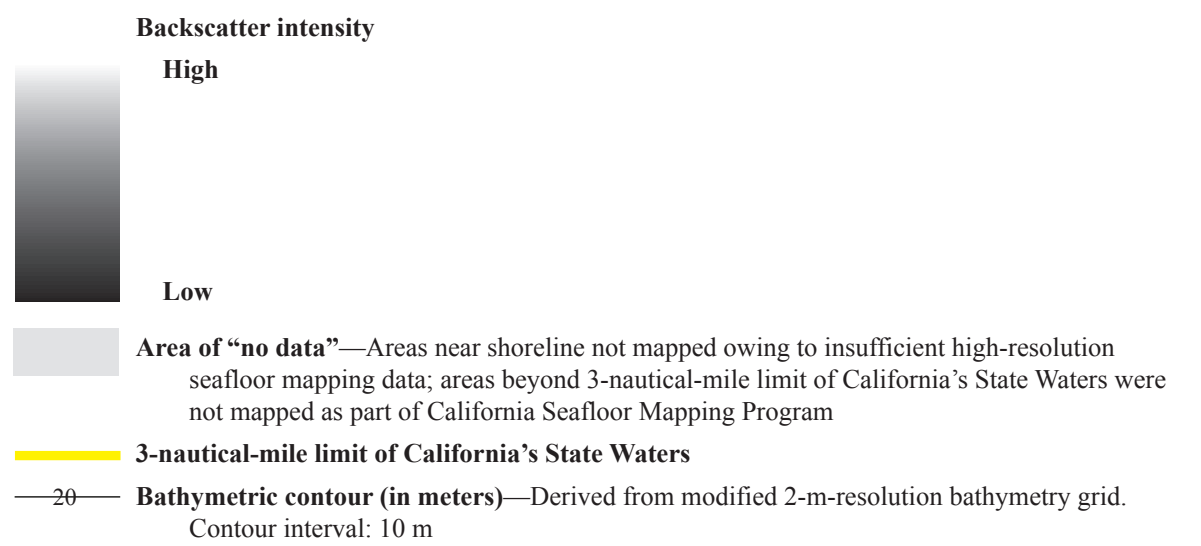 Backscatter intensity
High
Low
Area of “no data”—Areas near shoreline not mapped owing to insufficient high-resolution
seafloor mapping data; areas beyond 3-nautical-mile limit of California’s State Waters were
not mapped as part of California Seafloor Mapping Program
3-nautical-mile limit of California’s State Waters
20 Bathymetric contour (in meters)—Derived from modified 2-m-resolution bathymetry grid.
Contour interval: 10 m